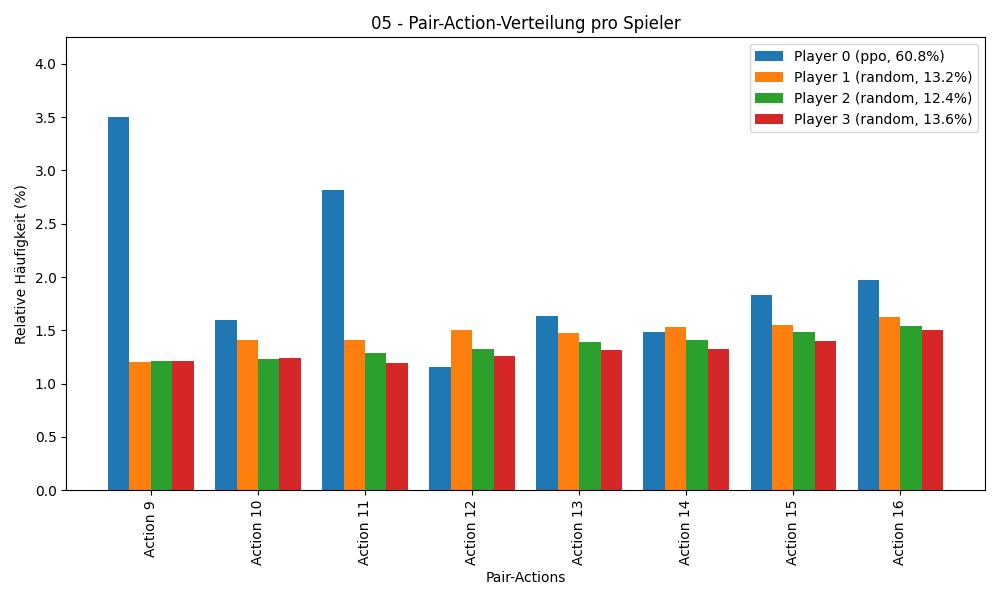 05 - Pair-Action-Verteilung pro Spieler
Player 0 (ppo, 60.8%)
Player 1 (random, 13.2%)
Player 2 (random, 12.4%)
Player 3 (random, 13.6%)
Relative Häufigkeit (%)
4.0
3.5
3.0
2.5
2.0
1.5
1.0
0.5
0.0
Action 9
Action 10
Action 11
Action 12
Action 13
Action 14
Action 15
Action 16
Pair-Actions